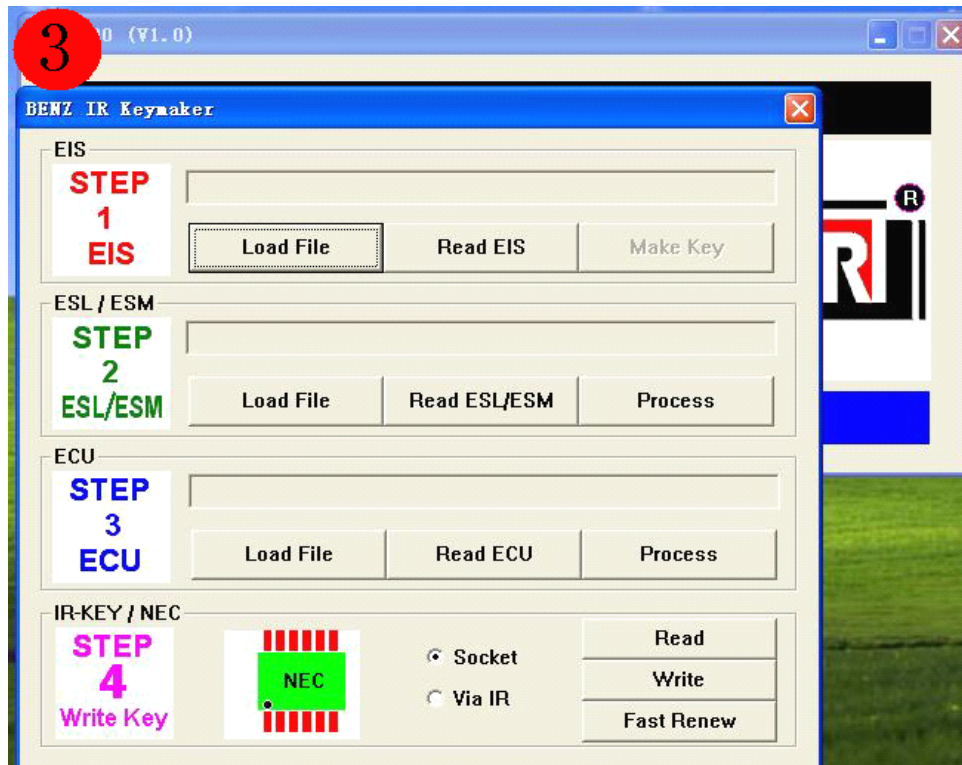 3
0 (V1.0)
BENZ IR Keymaker
EIS
STEP
1
EIS
Load File
Read EIS
Make Key
ESL / ESM
STEP
2
ESL/ESM
Load File
Read ESL/ESM
Process
ECU
STEP
3
ECU
Load File
Read ECU
Process
IR-KEY / NEC
STEP
4
Write Key
NEC
Socket
Via IR
Read
Write
Fast Renew
R
RI